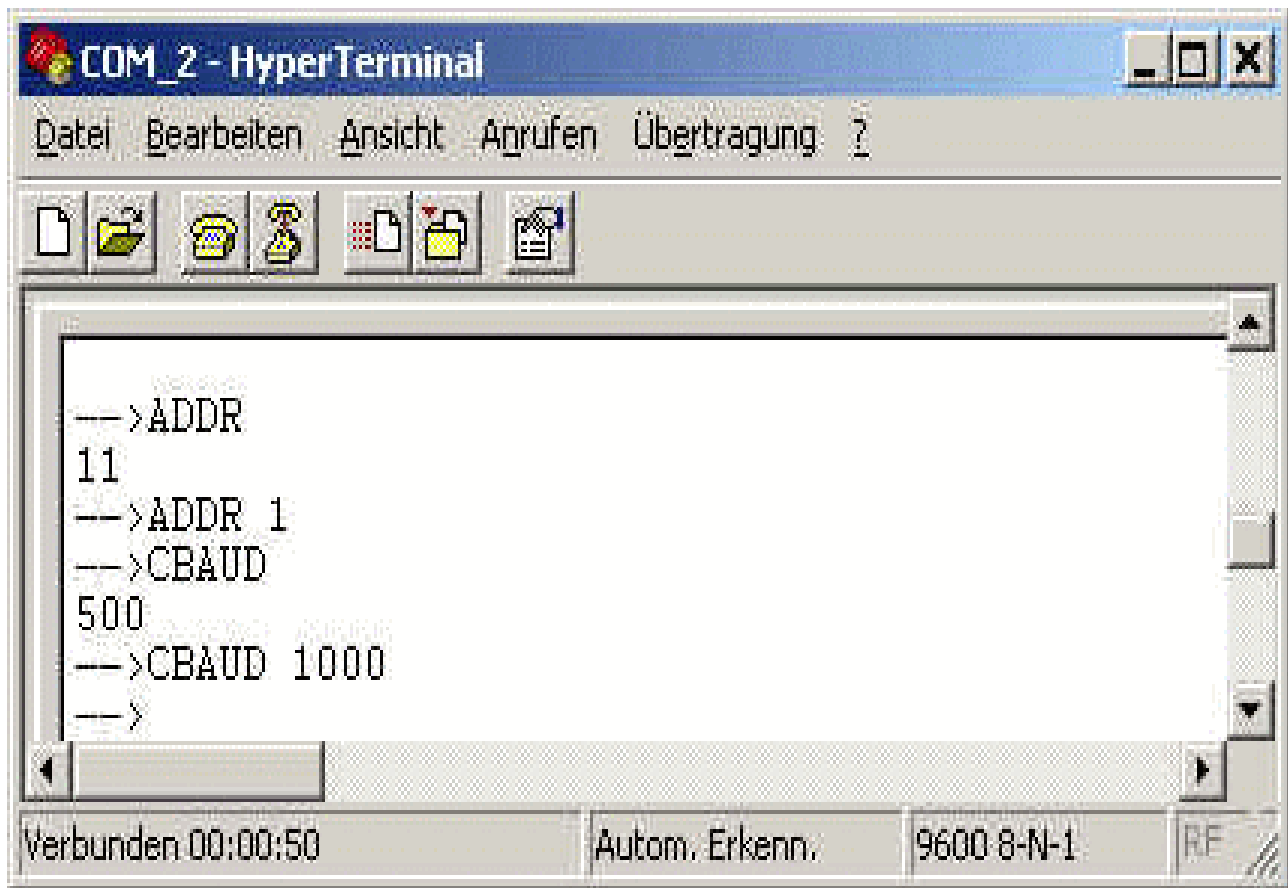 COM_2 - HyperTerminal
Datei Bearbeiten Ansicht Anrufen Übertragung ?
-->ADDR
11
-->ADDR 1
-->CBAUD
500
-->CBAUD 1000
-->
Verbunden 00:00:50 Autom. Erkenn. 9600 8-N-1 RF